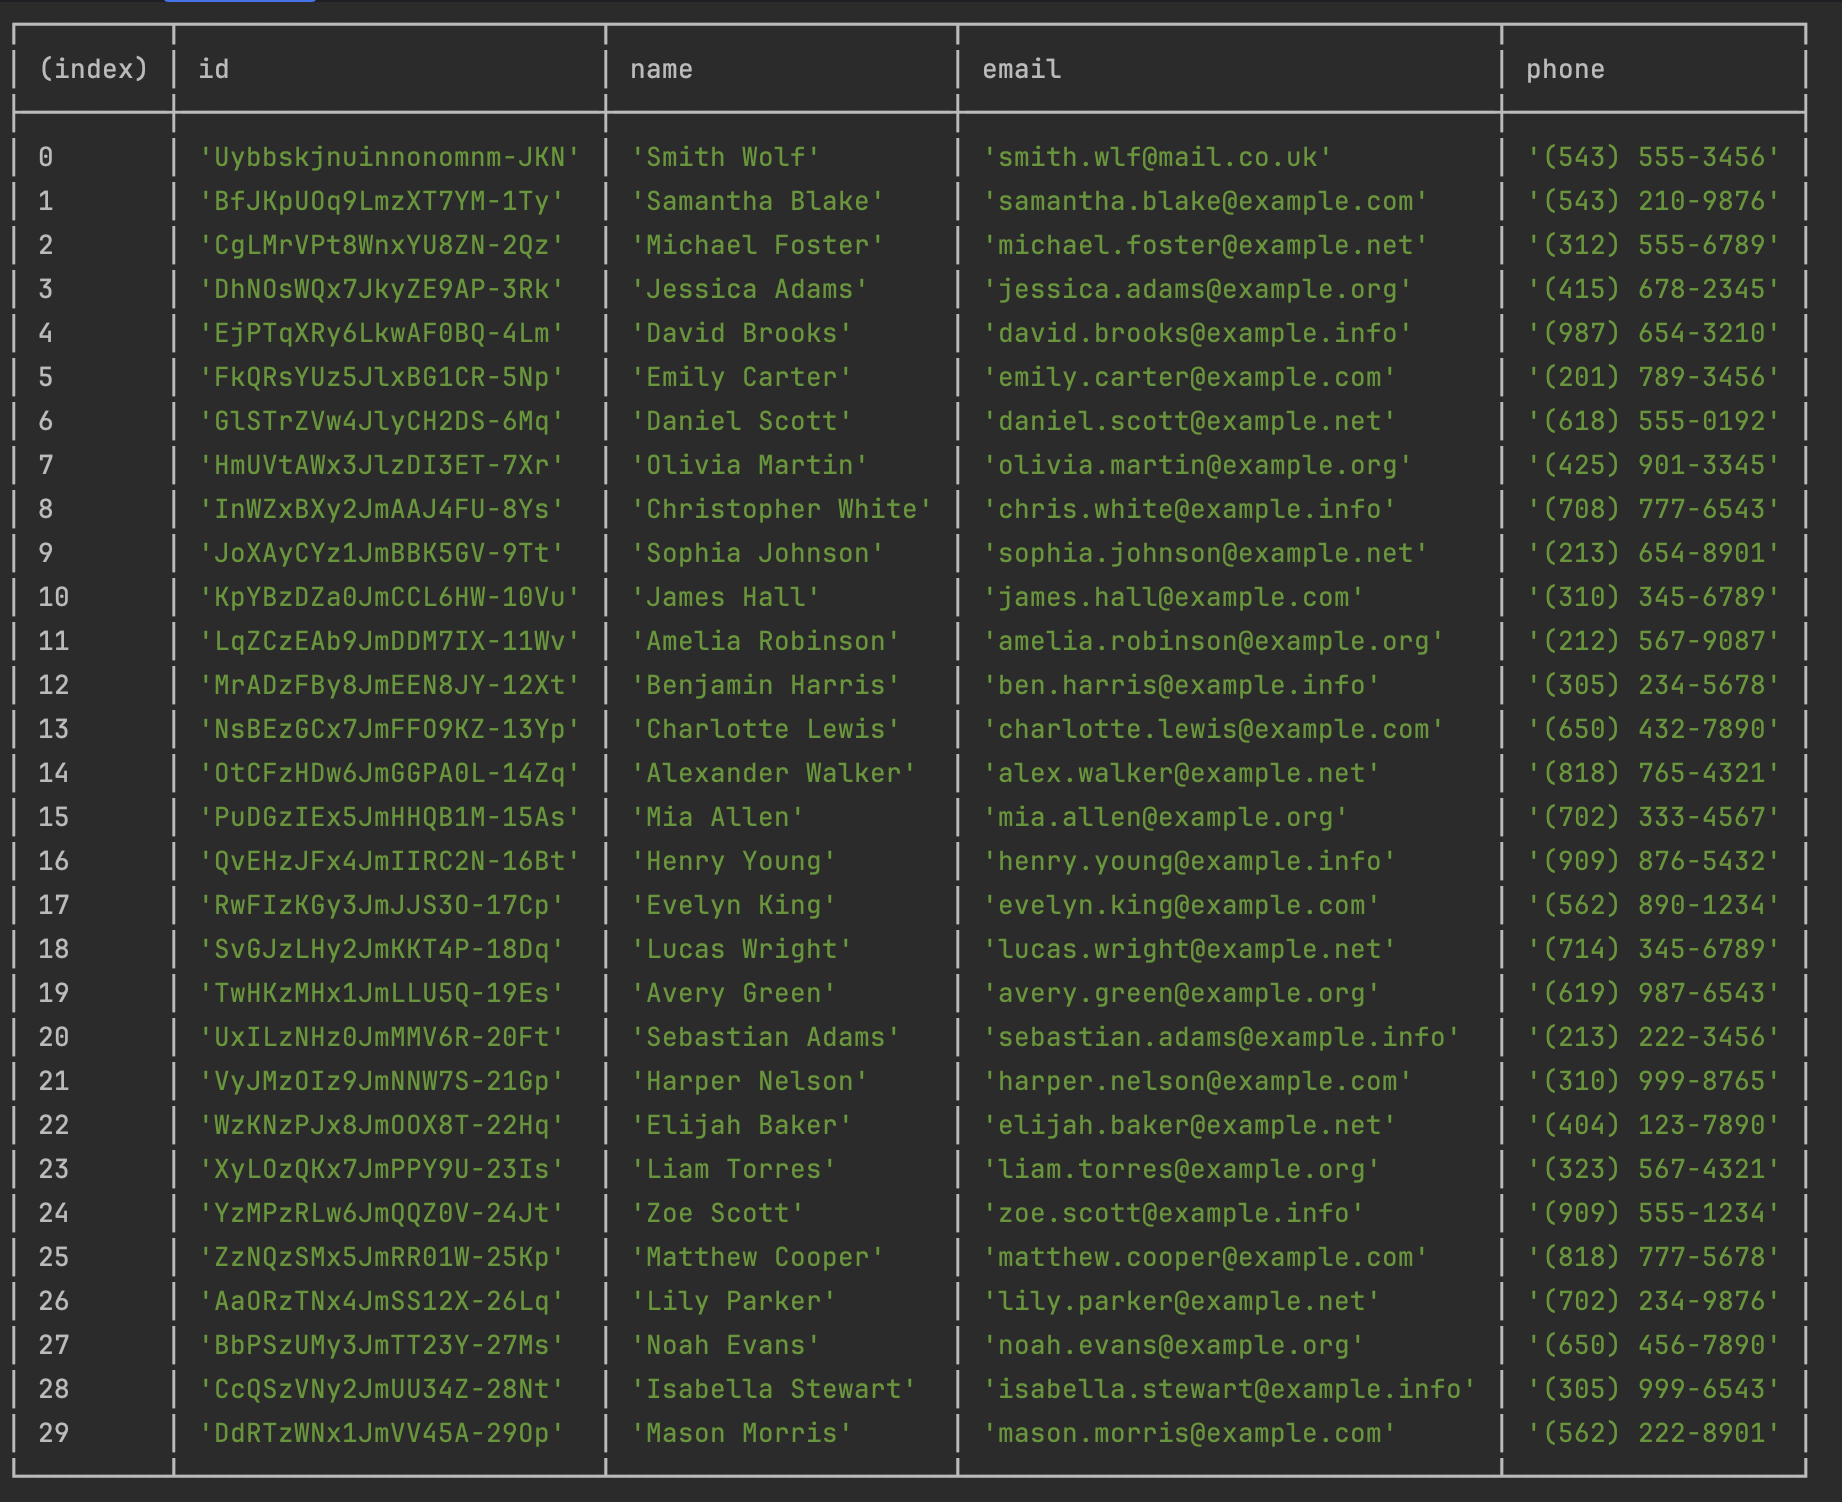 (index) id name email phone
0 'Uybbskjnuinnonomnm-JKN' 'Smith Wolf' 'smith.wlf@mail.co.uk' '(543) 555-3456'
1 'BfJKpUOq9LmzXT7YM-1Ty' 'Samantha Blake' 'samantha.blake@example.com' '(543) 210-9876'
2 'CgLMrVPt8WnxYU8ZN-2Qz' 'Michael Foster' 'michael.foster@example.net' '(312) 555-6789'
3 'DhNOsWQx7JkyZE9AP-3Rk' 'Jessica Adams' 'jessica.adams@example.org' '(415) 678-2345'
4 'EjPTqXRy6LkwAF0BQ-4Lm' 'David Brooks' 'david.brooks@example.info' '(987) 654-3210'
5 'FkQRsYUz5JlxBG1CR-5Np' 'Emily Carter' 'emily.carter@example.com' '(201) 789-3456'
6 'GlSTrZVw4JlyCH2DS-6Mq' 'Daniel Scott' 'daniel.scott@example.net' '(618) 555-0192'
7 'HmUVtAWx3JlzDI3ET-7Xr' 'Olivia Martin' 'olivia.martin@example.org' '(425) 901-3345'
8 'InWZxBXy2JmAAJ4FU-8Ys' 'Christopher White' 'chris.white@example.info' '(708) 777-6543'
9 'JoXAyCYz1JmBBK5GV-9Tt' 'Sophia Johnson' 'sophia.johnson@example.net' '(213) 654-8901'
10 'KpYBzDZa0JmCCL6HW-10Vu' 'James Hall' 'james.hall@example.com' '(310) 345-6789'
11 'LqZCzEAb9JmDDM7IX-11Wv' 'Amelia Robinson' 'amelia.robinson@example.org' '(212) 567-9087'
12 'MrADzFBy8JmEEN8JY-12Xt' 'Benjamin Harris' 'ben.harris@example.info' '(305) 234-5678'
13 'NsBEzGCx7JmFFO9KZ-13Yp' 'Charlotte Lewis' 'charlotte.lewis@example.com' '(650) 432-7890'
14 'OtCFzHDw6JmGGPA0L-14Zq' 'Alexander Walker' 'alex.walker@example.net' '(818) 765-4321'
15 'PuDGzIEx5JmHHQB1M-15As' 'Mia Allen' 'mia.allen@example.org' '(702) 333-4567'
16 'QvEHzJFx4JmIIRC2N-16Bt' 'Henry Young' 'henry.young@example.info' '(909) 876-5432'
17 'RwFIzKGy3JmJJS3O-17Cp' 'Evelyn King' 'evelyn.king@example.com' '(562) 890-1234'
18 'SvGJzLHy2JmKKT4P-18Dq' 'Lucas Wright' 'lucas.wright@example.net' '(714) 345-6789'
19 'TwHKzMHx1JmLLU5Q-19Es' 'Avery Green' 'avery.green@example.org' '(619) 987-6543'
20 'UxILzNHz0JmMMV6R-20Ft' 'Sebastian Adams' 'sebastian.adams@example.info' '(213) 222-3456'
21 'VyJMzOIz9JmNNW7S-21Gp' 'Harper Nelson' 'harper.nelson@example.com' '(310) 999-8765'
22 'WzKNzPJx8JmOOX8T-22Hq' 'Elijah Baker' 'elijah.baker@example.net' '(404) 123-7890'
23 'XyLOzQKx7JmPPY9U-23Is' 'Liam Torres' 'liam.torres@example.org' '(323) 567-4321'
24 'YzMPzRLw6JmQQZ0V-24Jt' 'Zoe Scott' 'zoe.scott@example.info' '(909) 555-1234'
25 'ZzNQzSMx5JmRR01W-25Kp' 'Matthew Cooper' 'matthew.cooper@example.com' '(818) 777-5678'
26 'AaORzTNx4JmSS12X-26Lq' 'Lily Parker' 'lily.parker@example.net' '(702) 234-9876'
27 'BbPSzUMy3JmTT23Y-27Ms' 'Noah Evans' 'noah.evans@example.org' '(650) 456-7890'
28 'CcQSzVNy2JmUU34Z-28Nt' 'Isabella Stewart' 'isabella.stewart@example.info' '(305) 999-6543'
29 'DdRTzWNx1JmVV45A-29Op' 'Mason Morris' 'mason.morris@example.com' '(562) 222-8901'